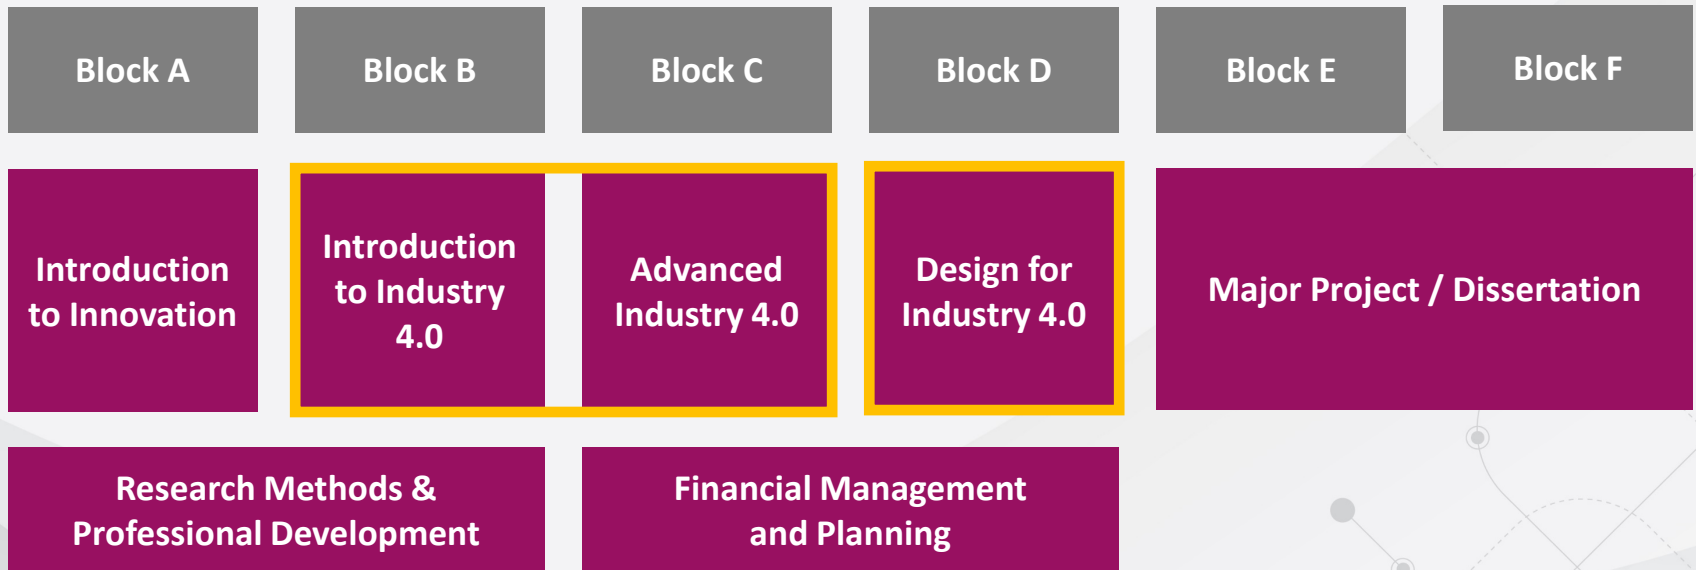 Block A
Block B
Block C
Block D
Block E
Block F
Introduction
to Innovation
Introduction
to Industry
4.0
Advanced
Industry 4.0
Design for
Industry 4.0
Major Project / Dissertation
Research Methods &
Professional Development
Financial Management
and Planning